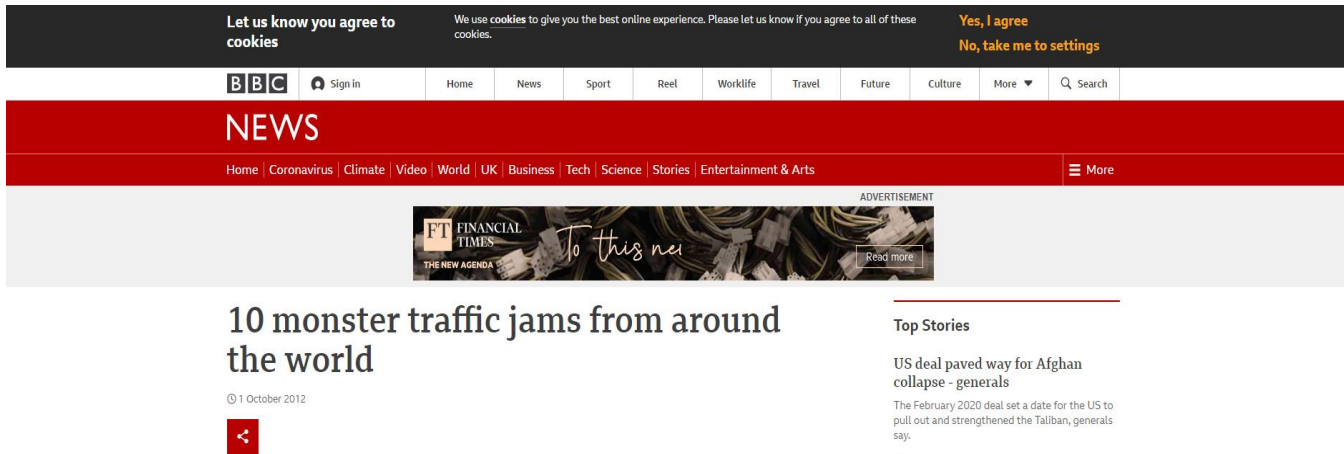 Let us know you agree to
cookies
We use cookies to give you the best online experience. Please let us know if you agree to all of these
cookies.
Yes, I agree
No, take me to settings
BBC
Sign in
Home
News
Sport
Reel
Worklife
Travel
Future
Culture
More
Search
NEWS
Home
Coronavirus
Climate
Video
World
UK
Business
Tech
Science
Stories
Entertainment & Arts
More
ADVERTISEMENT
FT FINANCIAL
TIMES
THE NEW AGENDA
To this
Read more
10 monster traffic jams from around
the world
1 October 2012
Top Stories
US deal paved way for Afghan
collapse - generals
The February 2020 deal set a date for the US to
pull out and strengthened the Taliban, generals
say.